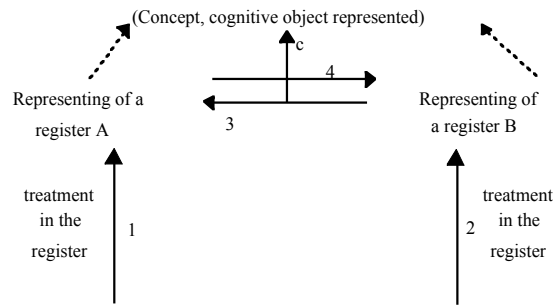 (Concept, cognitive object represented)
c
4
Representing of a
register A
3
Representing of
a register B
treatment
in the
register
1
2
treatment
in the
register